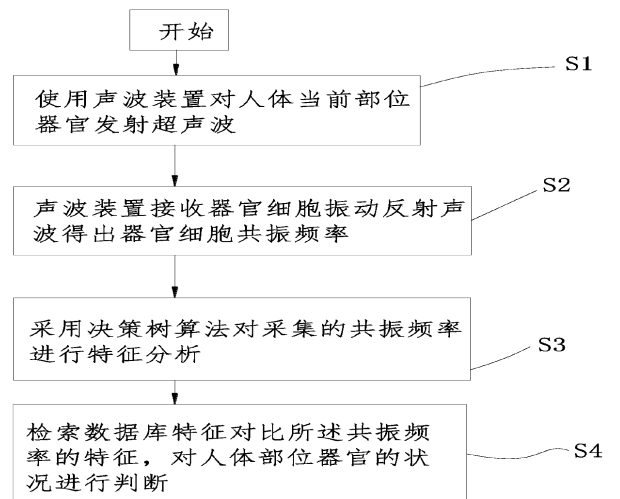 开始
S1
使用声波装置对人体当前部位
器官发射超声波
S2
声波装置接收器官细胞振动反射声
波得出器官细胞共振频率
采用决策树算法对采集的共振频率
进行特征分析
S3
检索数据库特征对比所述共振频
率的特征，对人体部位器官的状
况进行判断
S4